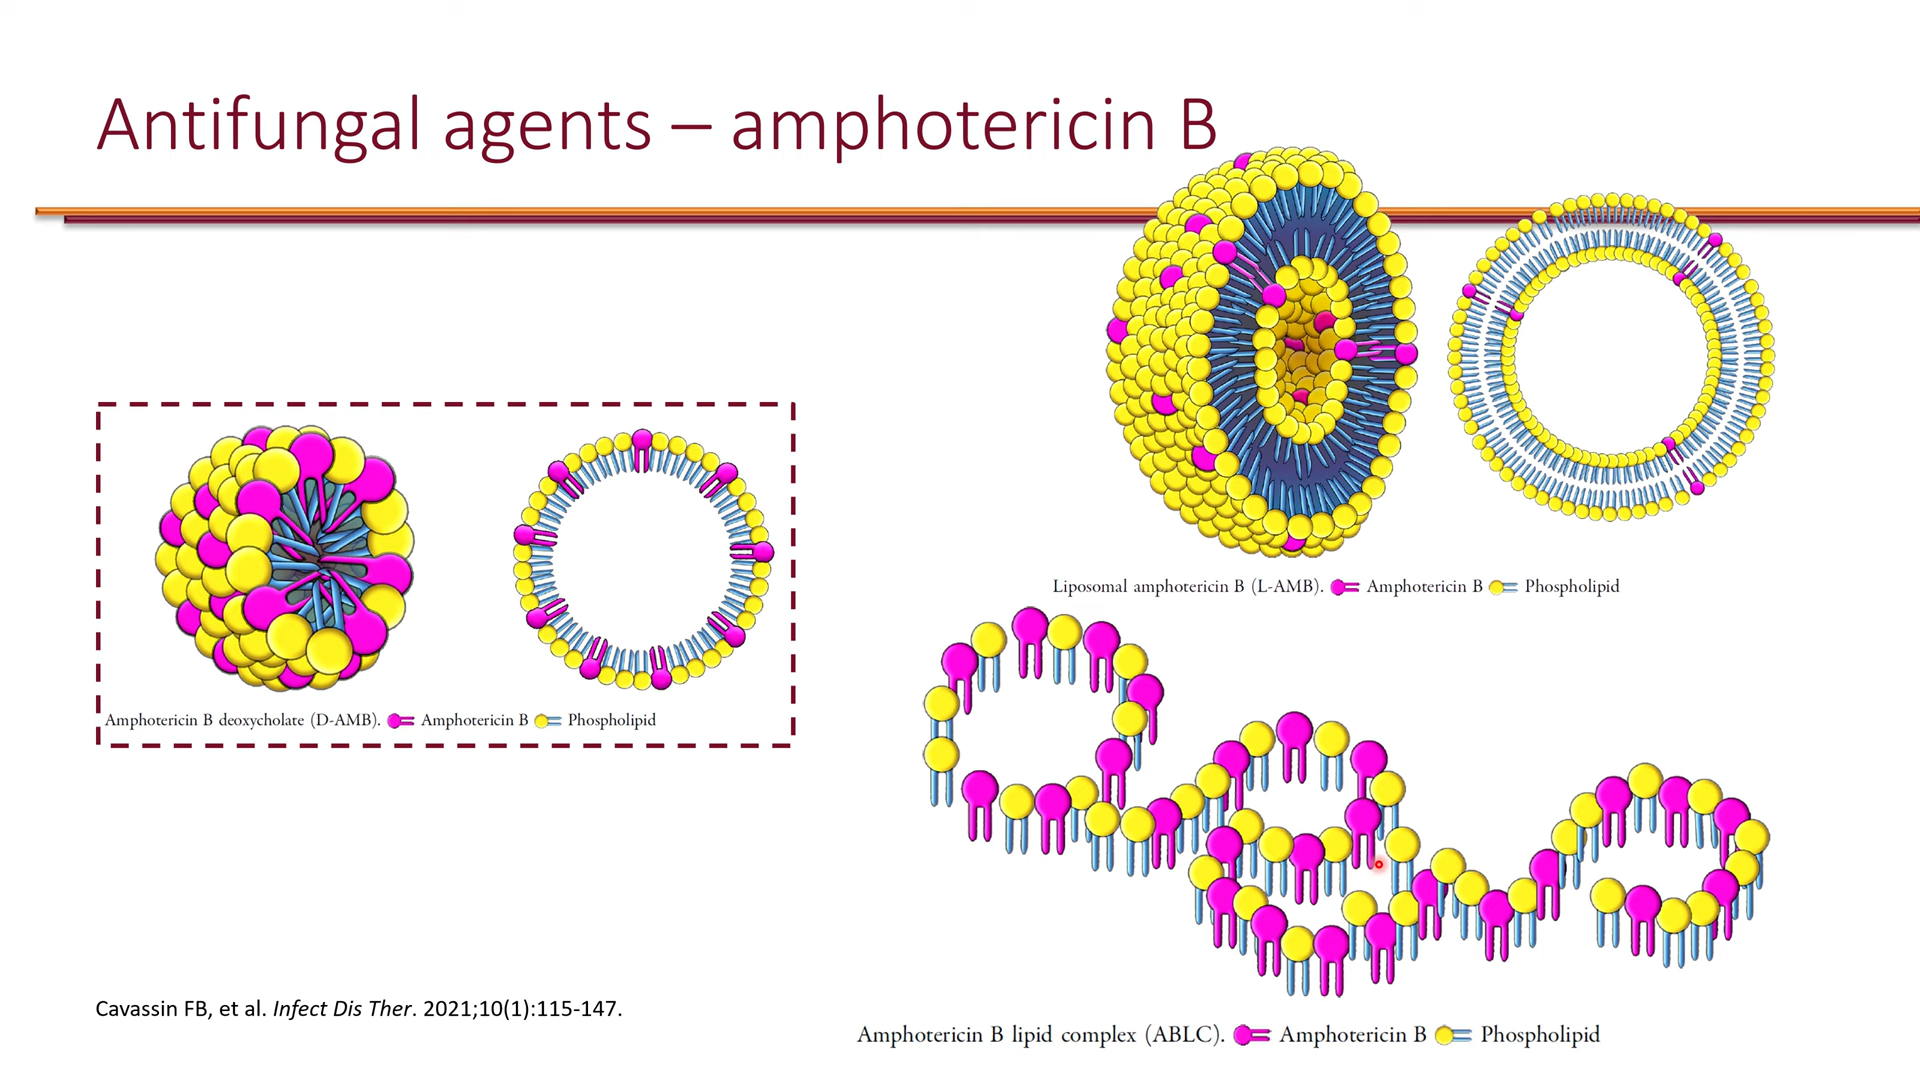 Antifungal agents – amphotericin B
Liposomal amphotericin B (L-AMB). Amphotericin B Phospholipid
Amphotericin B deoxycholate (D-AMB). Amphotericin B Phospholipid
Cavassin FB, et al. Infect Dis Ther. 2021;10(1):115-147.
Amphotericin B lipid complex (ABLC). Amphotericin B Phospholipid